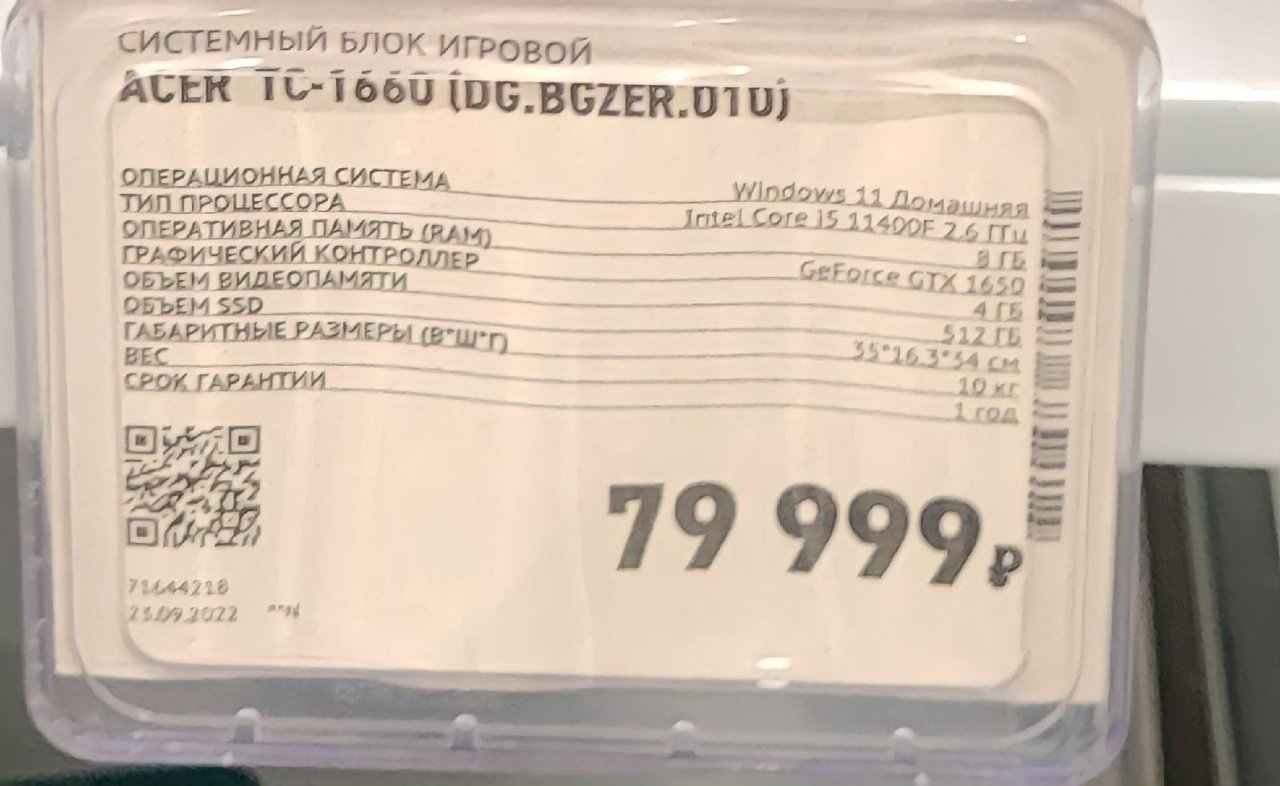 СИСТЕМНЫЙ БЛОК ИГРОВОЙ
ACER TC-1660 (DG.BGZER.01U)
ОПЕРАЦИОННАЯ СИСТЕМА Windows 11 Домашняя
ТИП ПРОЦЕССОРА Intel Core i5 11400F 2.6 ГГц
ОПЕРАТИВНАЯ ПАМЯТЬ (RAM) 8 ГБ
ГРАФИЧЕСКИЙ КОНТРОЛЛЕР GeForce GTX 1650
ОБЪЕМ ВИДЕОПАМЯТИ 4 ГБ
ОБЪЕМ SSD 512 ГБ
ГАБАРИТНЫЕ РАЗМЕРЫ (В*Ш*Г) 35*16.3*34 см
ВЕС 10 кг
СРОК ГАРАНТИИ 1 год
79 999 ₽
71644218
23.09.2022